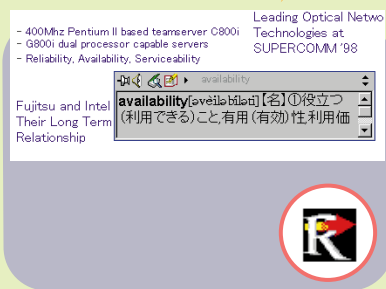 - 400Mhz Pentium II based teamserver C800i
- G800i dual processor capable servers
- Reliability, Availability, Serviceability
Leading Optical Netwo
Technologies at
SUPERCOMM '98
availability
availability[əvèiləbíləti]【名】①役立つ
(利用できる)こと,有用(有効)性,利用価
Fujitsu and Intel
Their Long Term
Relationship
R